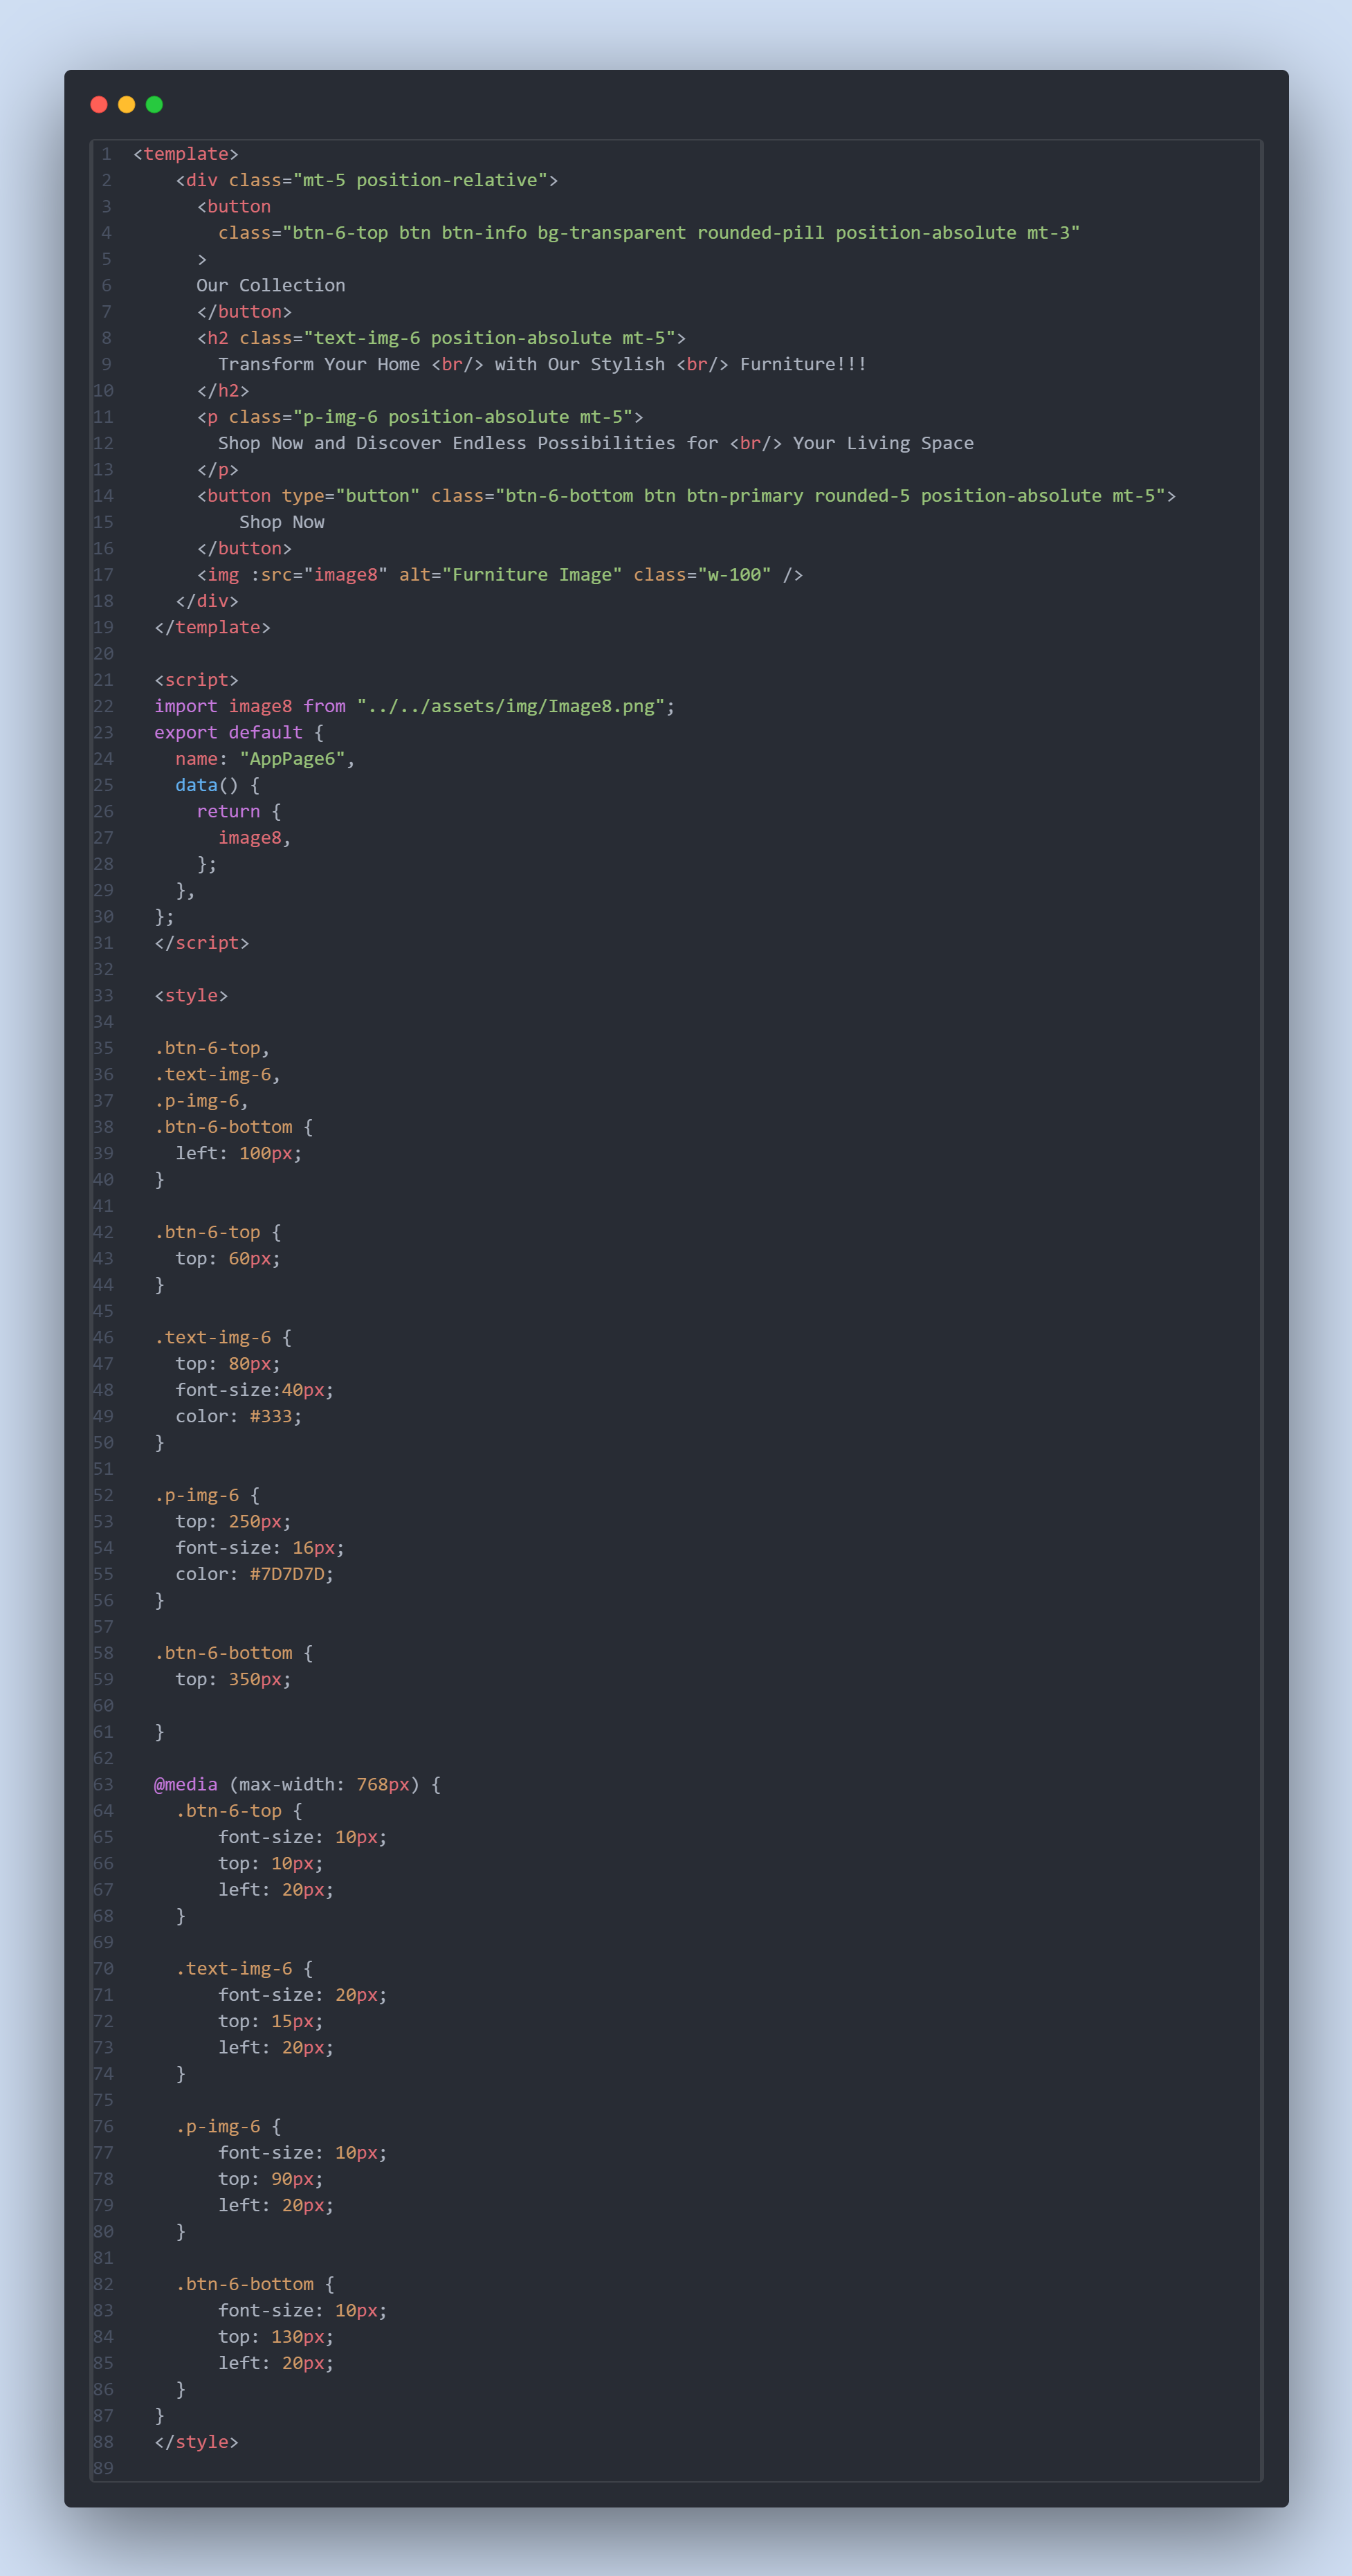 1 <template>
2 <div class="mt-5 position-relative">
3 <button
4 class="btn-6-top btn btn-info bg-transparent rounded-pill position-absolute mt-3"
5 >
6 Our Collection
7 </button>
8 <h2 class="text-img-6 position-absolute mt-5">
9 Transform Your Home <br/> with Our Stylish <br/> Furniture!!!
10 </h2>
11 <p class="p-img-6 position-absolute mt-5">
12 Shop Now and Discover Endless Possibilities for <br/> Your Living Space
13 </p>
14 <button type="button" class="btn-6-bottom btn btn-primary rounded-5 position-absolute mt-5">
15 Shop Now
16 </button>
17 <img :src="image8" alt="Furniture Image" class="w-100" />
18 </div>
19 </template>
20
21 <script>
22 import image8 from "../../assets/img/Image8.png";
23 export default {
24 name: "AppPage6",
25 data() {
26 return {
27 image8,
28 };
29 },
30 };
31 </script>
32
33 <style>
34
35 .btn-6-top,
36 .text-img-6,
37 .p-img-6,
38 .btn-6-bottom {
39 left: 100px;
40 }
41
42 .btn-6-top {
43 top: 60px;
44 }
45
46 .text-img-6 {
47 top: 80px;
48 font-size:40px;
49 color: #333;
50 }
51
52 .p-img-6 {
53 top: 250px;
54 font-size: 16px;
55 color: #7D7D7D;
56 }
57
58 .btn-6-bottom {
59 top: 350px;
60
61 }
62
63 @media (max-width: 768px) {
64 .btn-6-top {
65 font-size: 10px;
66 top: 10px;
67 left: 20px;
68 }
69
70 .text-img-6 {
71 font-size: 20px;
72 top: 15px;
73 left: 20px;
74 }
75
76 .p-img-6 {
77 font-size: 10px;
78 top: 90px;
79 left: 20px;
80 }
81
82 .btn-6-bottom {
83 font-size: 10px;
84 top: 130px;
85 left: 20px;
86 }
87 }
88 </style>
89